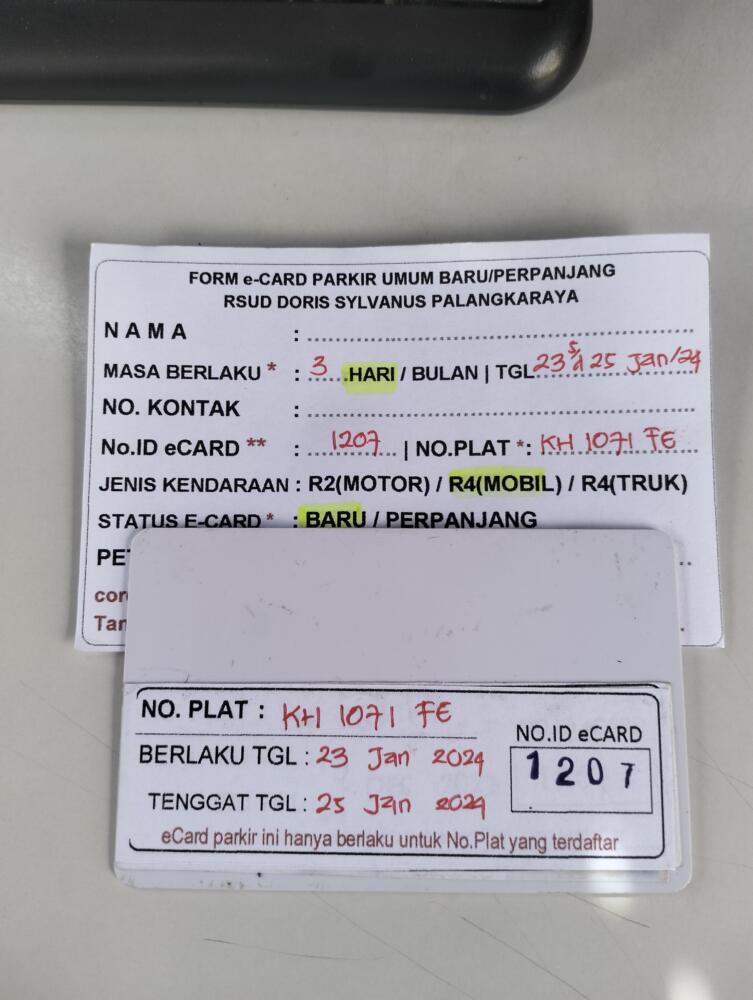 FORM e-CARD PARKIR UMUM BARU/PERPANJANG
RSUD DORIS SYLVANUS PALANGKARAYA
NAMA :
MASA BERLAKU * : 3 HARI / BULAN | TGL 23 s/d 25 Jan/24
NO. KONTAK :
No.ID eCARD ** : 1207 | NO.PLAT *: KH 1071 FE
JENIS KENDARAAN : R2(MOTOR) / R4(MOBIL) / R4(TRUK)
STATUS E-CARD * : BARU / PERPANJANG
NO. PLAT : KH 1071 FE
NO.ID eCARD
BERLAKU TGL : 23 Jan 2024
1207
TENGGAT TGL : 25 Jan 2024
eCard parkir ini hanya berlaku untuk No.Plat yang terdaftar